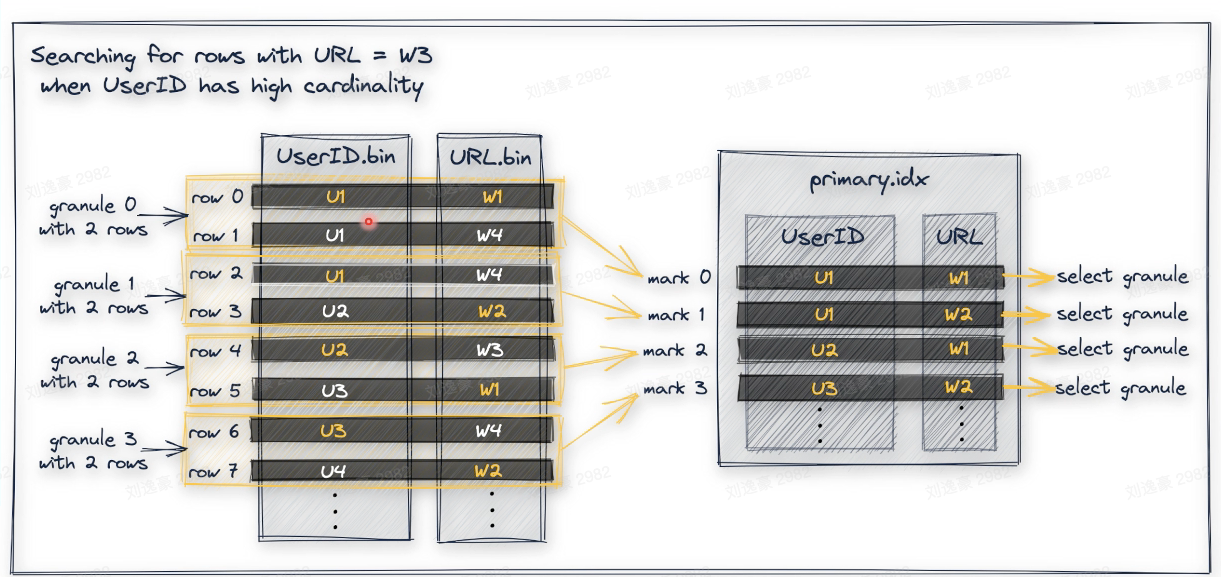 Searching for rows with URL = W3
when UserID has high cardinality
UserID.bin
URL.bin
granule 0
with 2 rows
row 0
U1
W1
row 1
U1
W4
granule 1
with 2 rows
row 2
U1
W4
row 3
U2
W2
granule 2
with 2 rows
row 4
U2
W3
row 5
U3
W1
granule 3
with 2 rows
row 6
U3
W4
row 7
U4
W2
primary.idx
UserID
URL
mark 0
U1
W1
select granule
mark 1
U1
W2
select granule
mark 2
U2
W1
select granule
mark 3
U3
W2
select granule
刘逸豪 2982